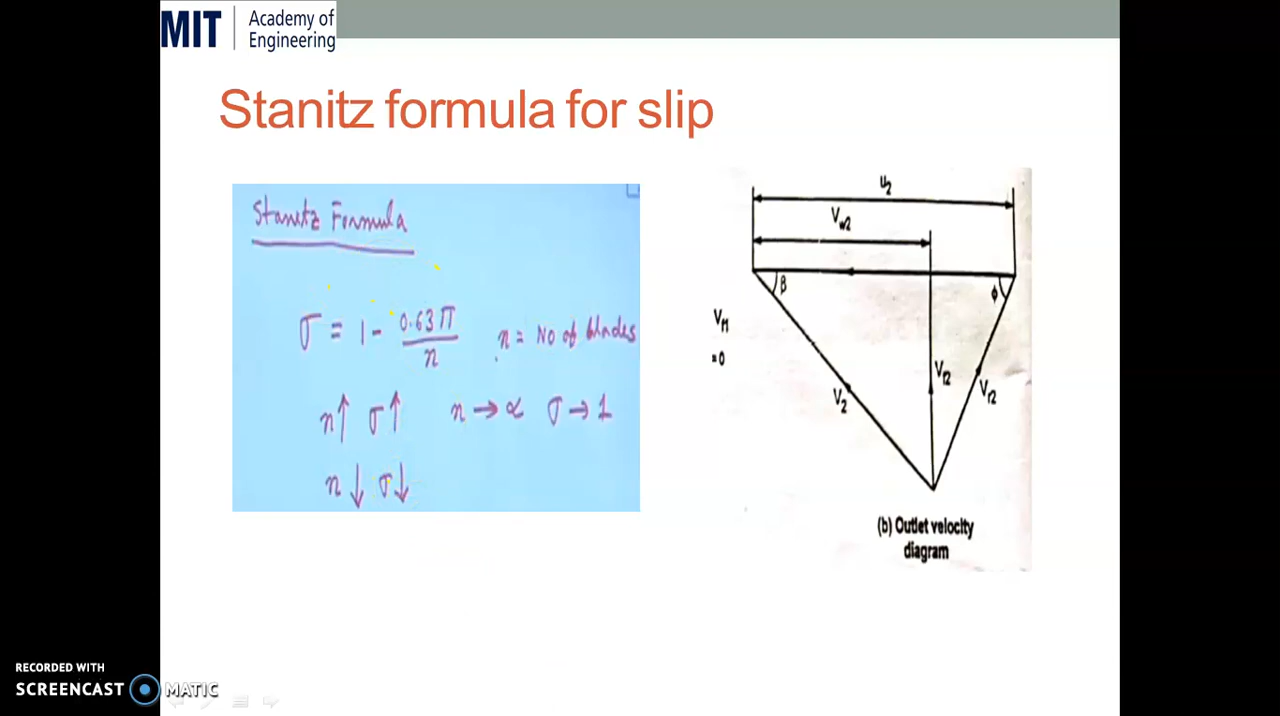 MIT Academy of
Engineering
Stanitz formula for slip
Stanitz Formula
σ = 1 - 0.63π / n n = No of blades
n↑ σ↑ n → ∝ σ → 1
n↓ σ↓
u2
Vw2
β
ϕ
Vf1
=0
Vf2
Vr2
V2
(b) Outlet velocity
diagram
RECORDED WITH
SCREENCAST MATIC